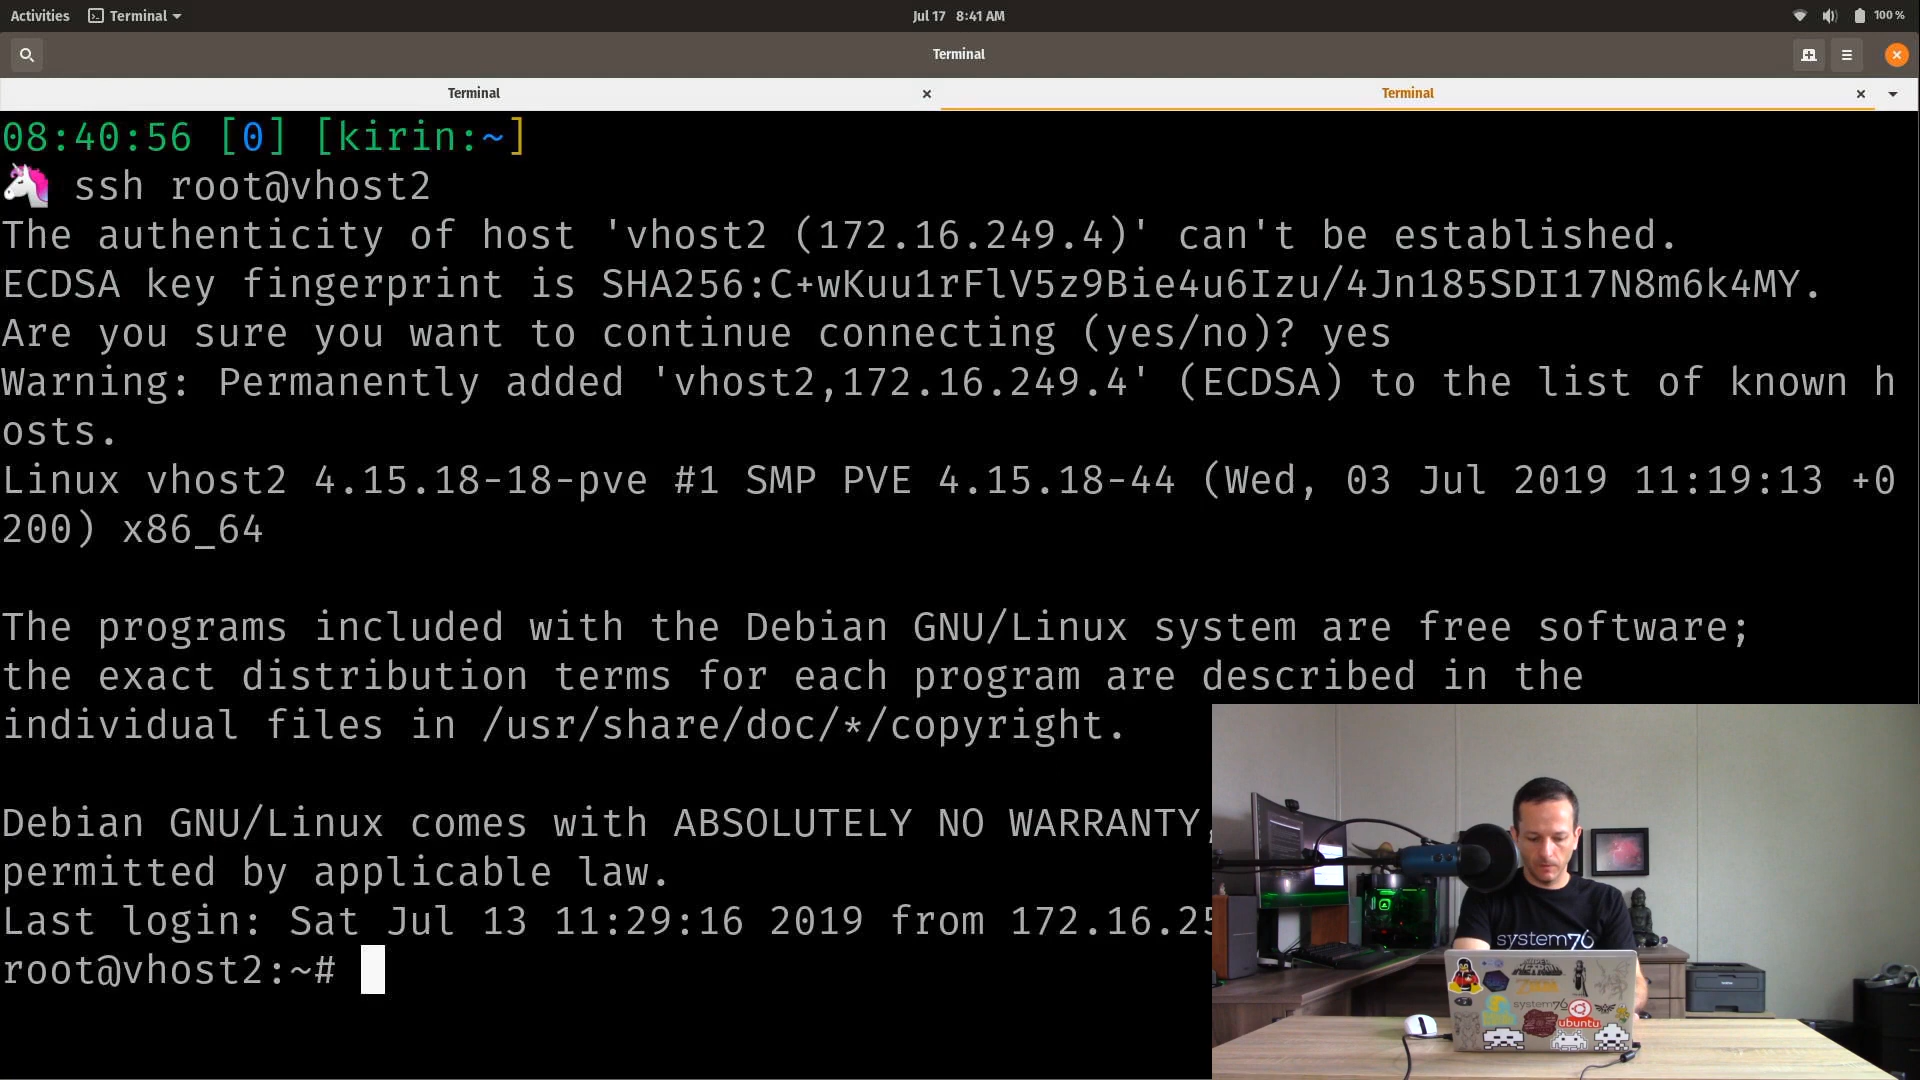 Activities Terminal Jul 17 8:41 AM 100 %
Terminal
Terminal Terminal
08:40:56 [0] [kirin:~]
ssh root@vhost2
The authenticity of host 'vhost2 (172.16.249.4)' can't be established.
ECDSA key fingerprint is SHA256:C+wKuu1rFlV5z9Bie4u6Izu/4Jn185SDI17N8m6k4MY.
Are you sure you want to continue connecting (yes/no)? yes
Warning: Permanently added 'vhost2,172.16.249.4' (ECDSA) to the list of known h
osts.
Linux vhost2 4.15.18-18-pve #1 SMP PVE 4.15.18-44 (Wed, 03 Jul 2019 11:19:13 +0
200) x86_64
The programs included with the Debian GNU/Linux system are free software;
the exact distribution terms for each program are described in the
individual files in /usr/share/doc/*/copyright.
Debian GNU/Linux comes with ABSOLUTELY NO WARRANTY,
permitted by applicable law.
Last login: Sat Jul 13 11:29:16 2019 from 172.16.25
root@vhost2:~#
system76
system76
ubuntu